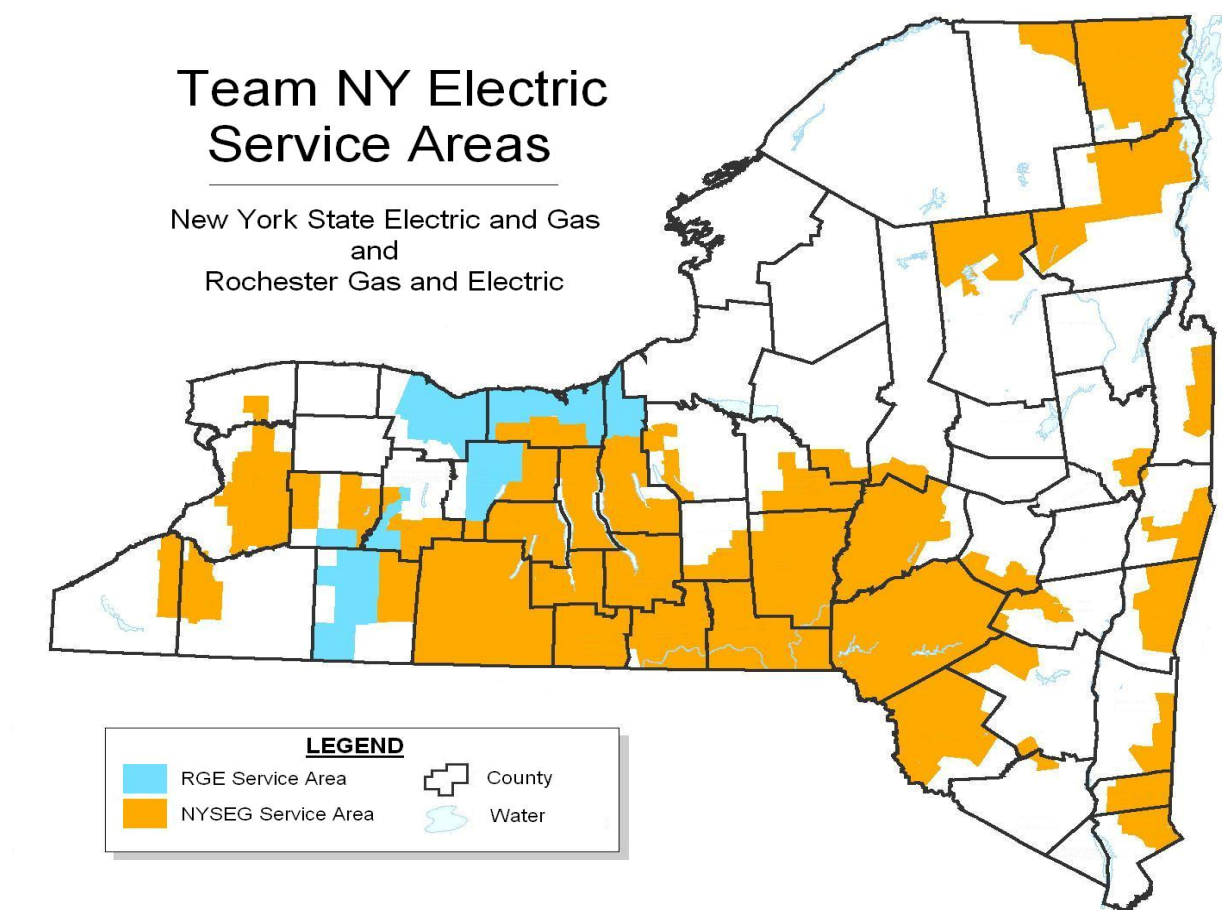 Team NY Electric
Service Areas
New York State Electric and Gas
and
Rochester Gas and Electric
LEGEND
RGE Service Area
County
NYSEG Service Area
Water